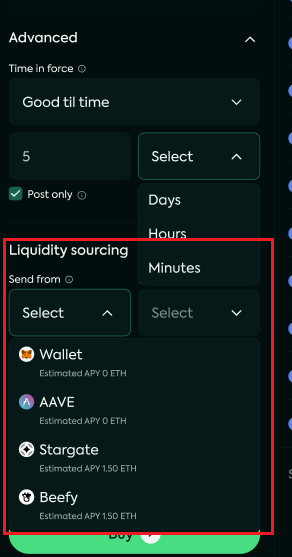 Advanced
Time in force
Good til time
5 Select
Post only
Days
Hours
Minutes
Liquidity sourcing
Send from
Select Select
Wallet
Estimated APY 0 ETH
AAVE
Estimated APY 0 ETH
Stargate
Estimated APY 1.50 ETH
Beefy
Estimated APY 1.50 ETH
Buy